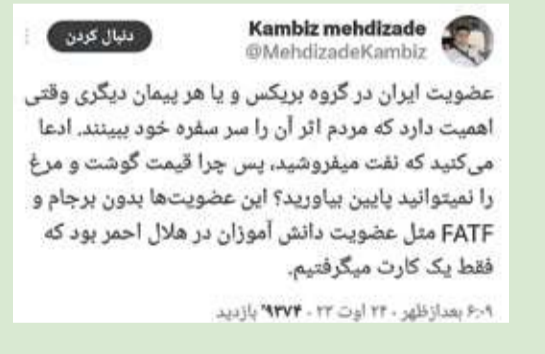 Kambiz mehdizade
@MehdizadeKambiz
دنبال کردن
عضویت ایران در گروه بریکس و یا هر پیمان دیگری وقتی
اهمیت دارد که مردم اثر آن را سر سفره خود ببینند. ادعا
می‌کنید که نفت میفروشید، پس چرا قیمت گوشت و مرغ
را نمیتوانید پایین بیاورید؟ این عضویت‌ها بدون برجام و
FATF مثل عضویت دانش آموزان در هلال احمر بود که
فقط یک کارت میگرفتیم.
۶:۰۹ بعدازظهر · ۲۴ اوت ۲۳ · ۹۳۷۴ بازدید